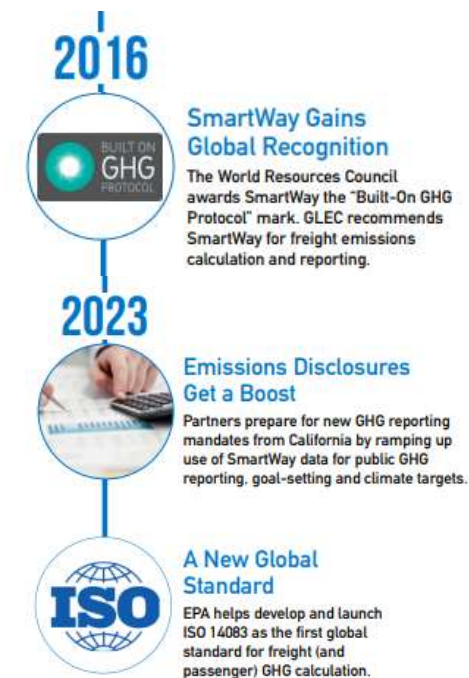 2016
BUILT ON
GHG
PROTOCOL
SmartWay Gains
Global Recognition
The World Resources Council
awards SmartWay the "Built-On GHG
Protocol" mark. GLEC recommends
SmartWay for freight emissions
calculation and reporting.
2023
Emissions Disclosures
Get a Boost
Partners prepare for new GHG reporting
mandates from California by ramping up
use of SmartWay data for public GHG
reporting, goal-setting and climate targets.
ISO
A New Global
Standard
EPA helps develop and launch
ISO 14083 as the first global
standard for freight (and
passenger) GHG calculation.